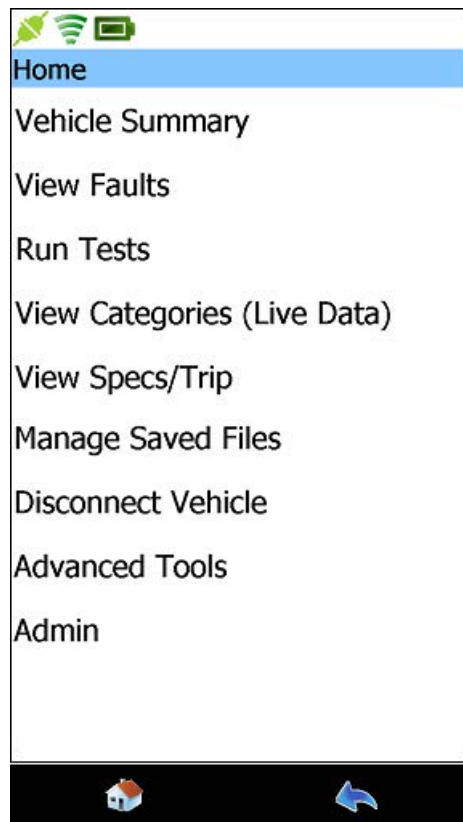 Home
Vehicle Summary
View Faults
Run Tests
View Categories (Live Data)
View Specs/Trip
Manage Saved Files
Disconnect Vehicle
Advanced Tools
Admin